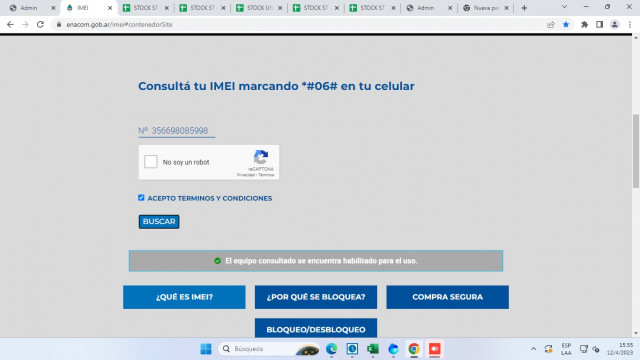 Admin
IMEI
STOCK ST
STOCK ST
STOCK UN
STOCK ST
STOCK ST
Admin
Nueva pe
enacom.gob.ar/imei#contenedorSite
Consultá tu IMEI marcando *#06# en tu celular
Nº 356698085998
No soy un robot
reCAPTCHA
Privacidad - Términos
ACEPTO TERMINOS Y CONDICIONES
BUSCAR
El equipo consultado se encuentra habilitado para el uso.
¿QUÉ ES IMEI?
¿POR QUÉ SE BLOQUEA?
COMPRA SEGURA
BLOQUEO/DESBLOQUEO
Búsqueda
ESP
LAA
15:55
12/4/2023